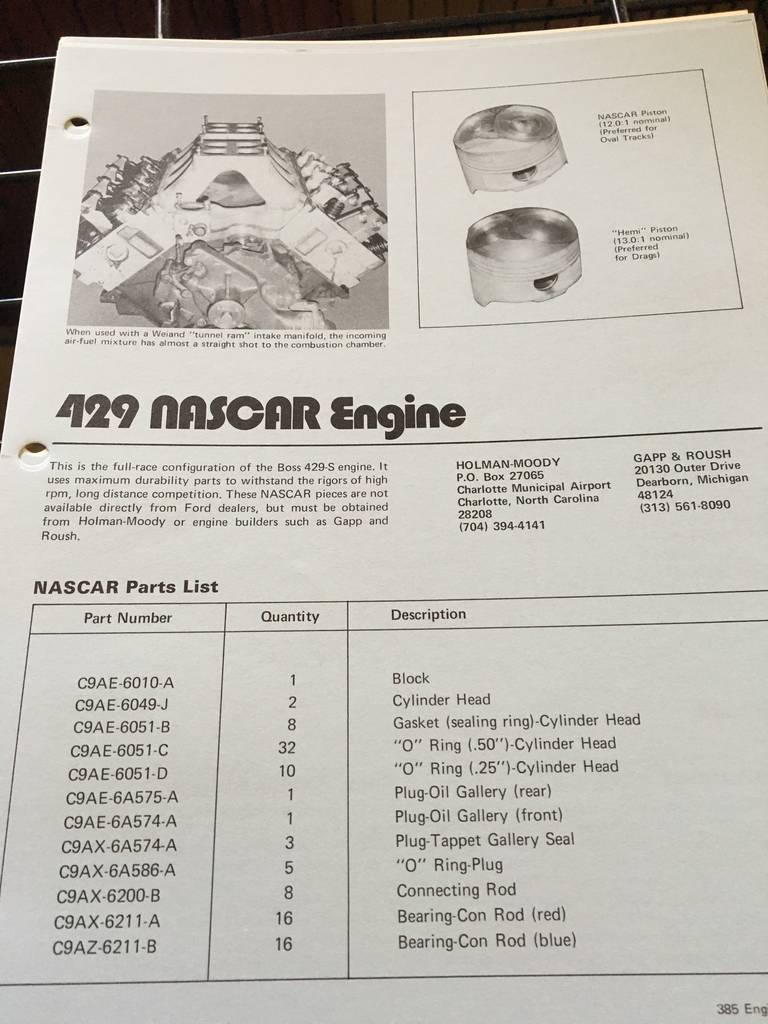 NASCAR Piston
(12.0:1 nominal)
(Preferred for
Oval Tracks)
"Hemi" Piston
(13.0:1 nominal)
(Preferred
for Drags)
When used with a Weiand "tunnel ram" intake manifold, the incoming
air-fuel mixture has almost a straight shot to the combustion chamber.
429 NASCAR Engine
This is the full-race configuration of the Boss 429-S engine. It
uses maximum durability parts to withstand the rigors of high
rpm, long distance competition. These NASCAR pieces are not
available directly from Ford dealers, but must be obtained
from Holman-Moody or engine builders such as Gapp and
Roush.
HOLMAN-MOODY
P.O. Box 27065
Charlotte Municipal Airport
Charlotte, North Carolina
28208
(704) 394-4141
GAPP & ROUSH
20130 Outer Drive
Dearborn, Michigan
48124
(313) 561-8090
NASCAR Parts List
Part Number Quantity Description
C9AE-6010-A 1 Block
C9AE-6049-J 2 Cylinder Head
C9AE-6051-B 8 Gasket (sealing ring)-Cylinder Head
C9AE-6051-C 32 "O" Ring (.50")-Cylinder Head
C9AE-6051-D 10 "O" Ring (.25")-Cylinder Head
C9AE-6A575-A 1 Plug-Oil Gallery (rear)
C9AE-6A574-A 1 Plug-Oil Gallery (front)
C9AX-6A574-A 3 Plug-Tappet Gallery Seal
C9AX-6A586-A 5 "O" Ring-Plug
C9AX-6200-B 8 Connecting Rod
C9AX-6211-A 16 Bearing-Con Rod (red)
C9AZ-6211-B 16 Bearing-Con Rod (blue)
385 Eng